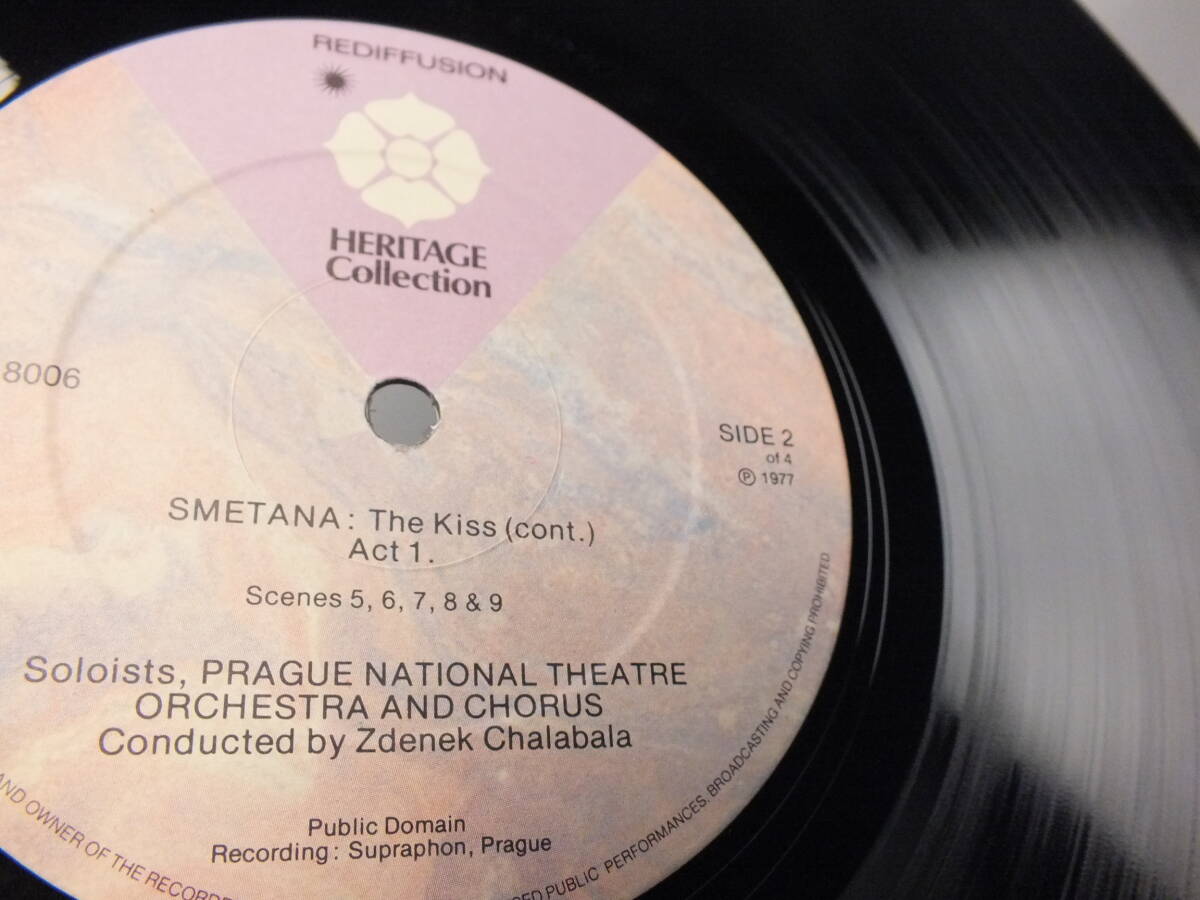 REDIFFUSION
HERITAGE
Collection
8006
SIDE 2
of 4
Ⓟ 1977
SMETANA: The Kiss (cont.)
Act 1.
Scenes 5, 6, 7, 8 & 9
Soloists, PRAGUE NATIONAL THEATRE
ORCHESTRA AND CHORUS
Conducted by Zdenek Chalabala
Public Domain
Recording: Supraphon, Prague
AND OWNER OF THE
PUBLIC PERFORMANCES. BROADCASTING AND COPYING PROHIBITED